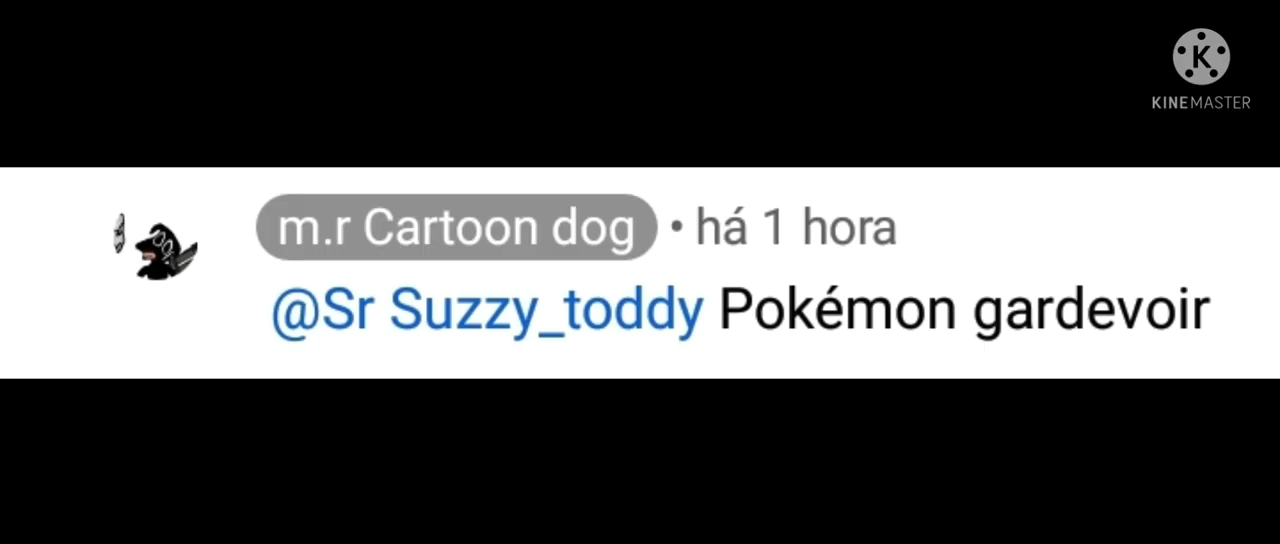 K
KINEMASTER
m.r Cartoon dog • há 1 hora
@Sr Suzzy_toddy Pokémon gardevoir